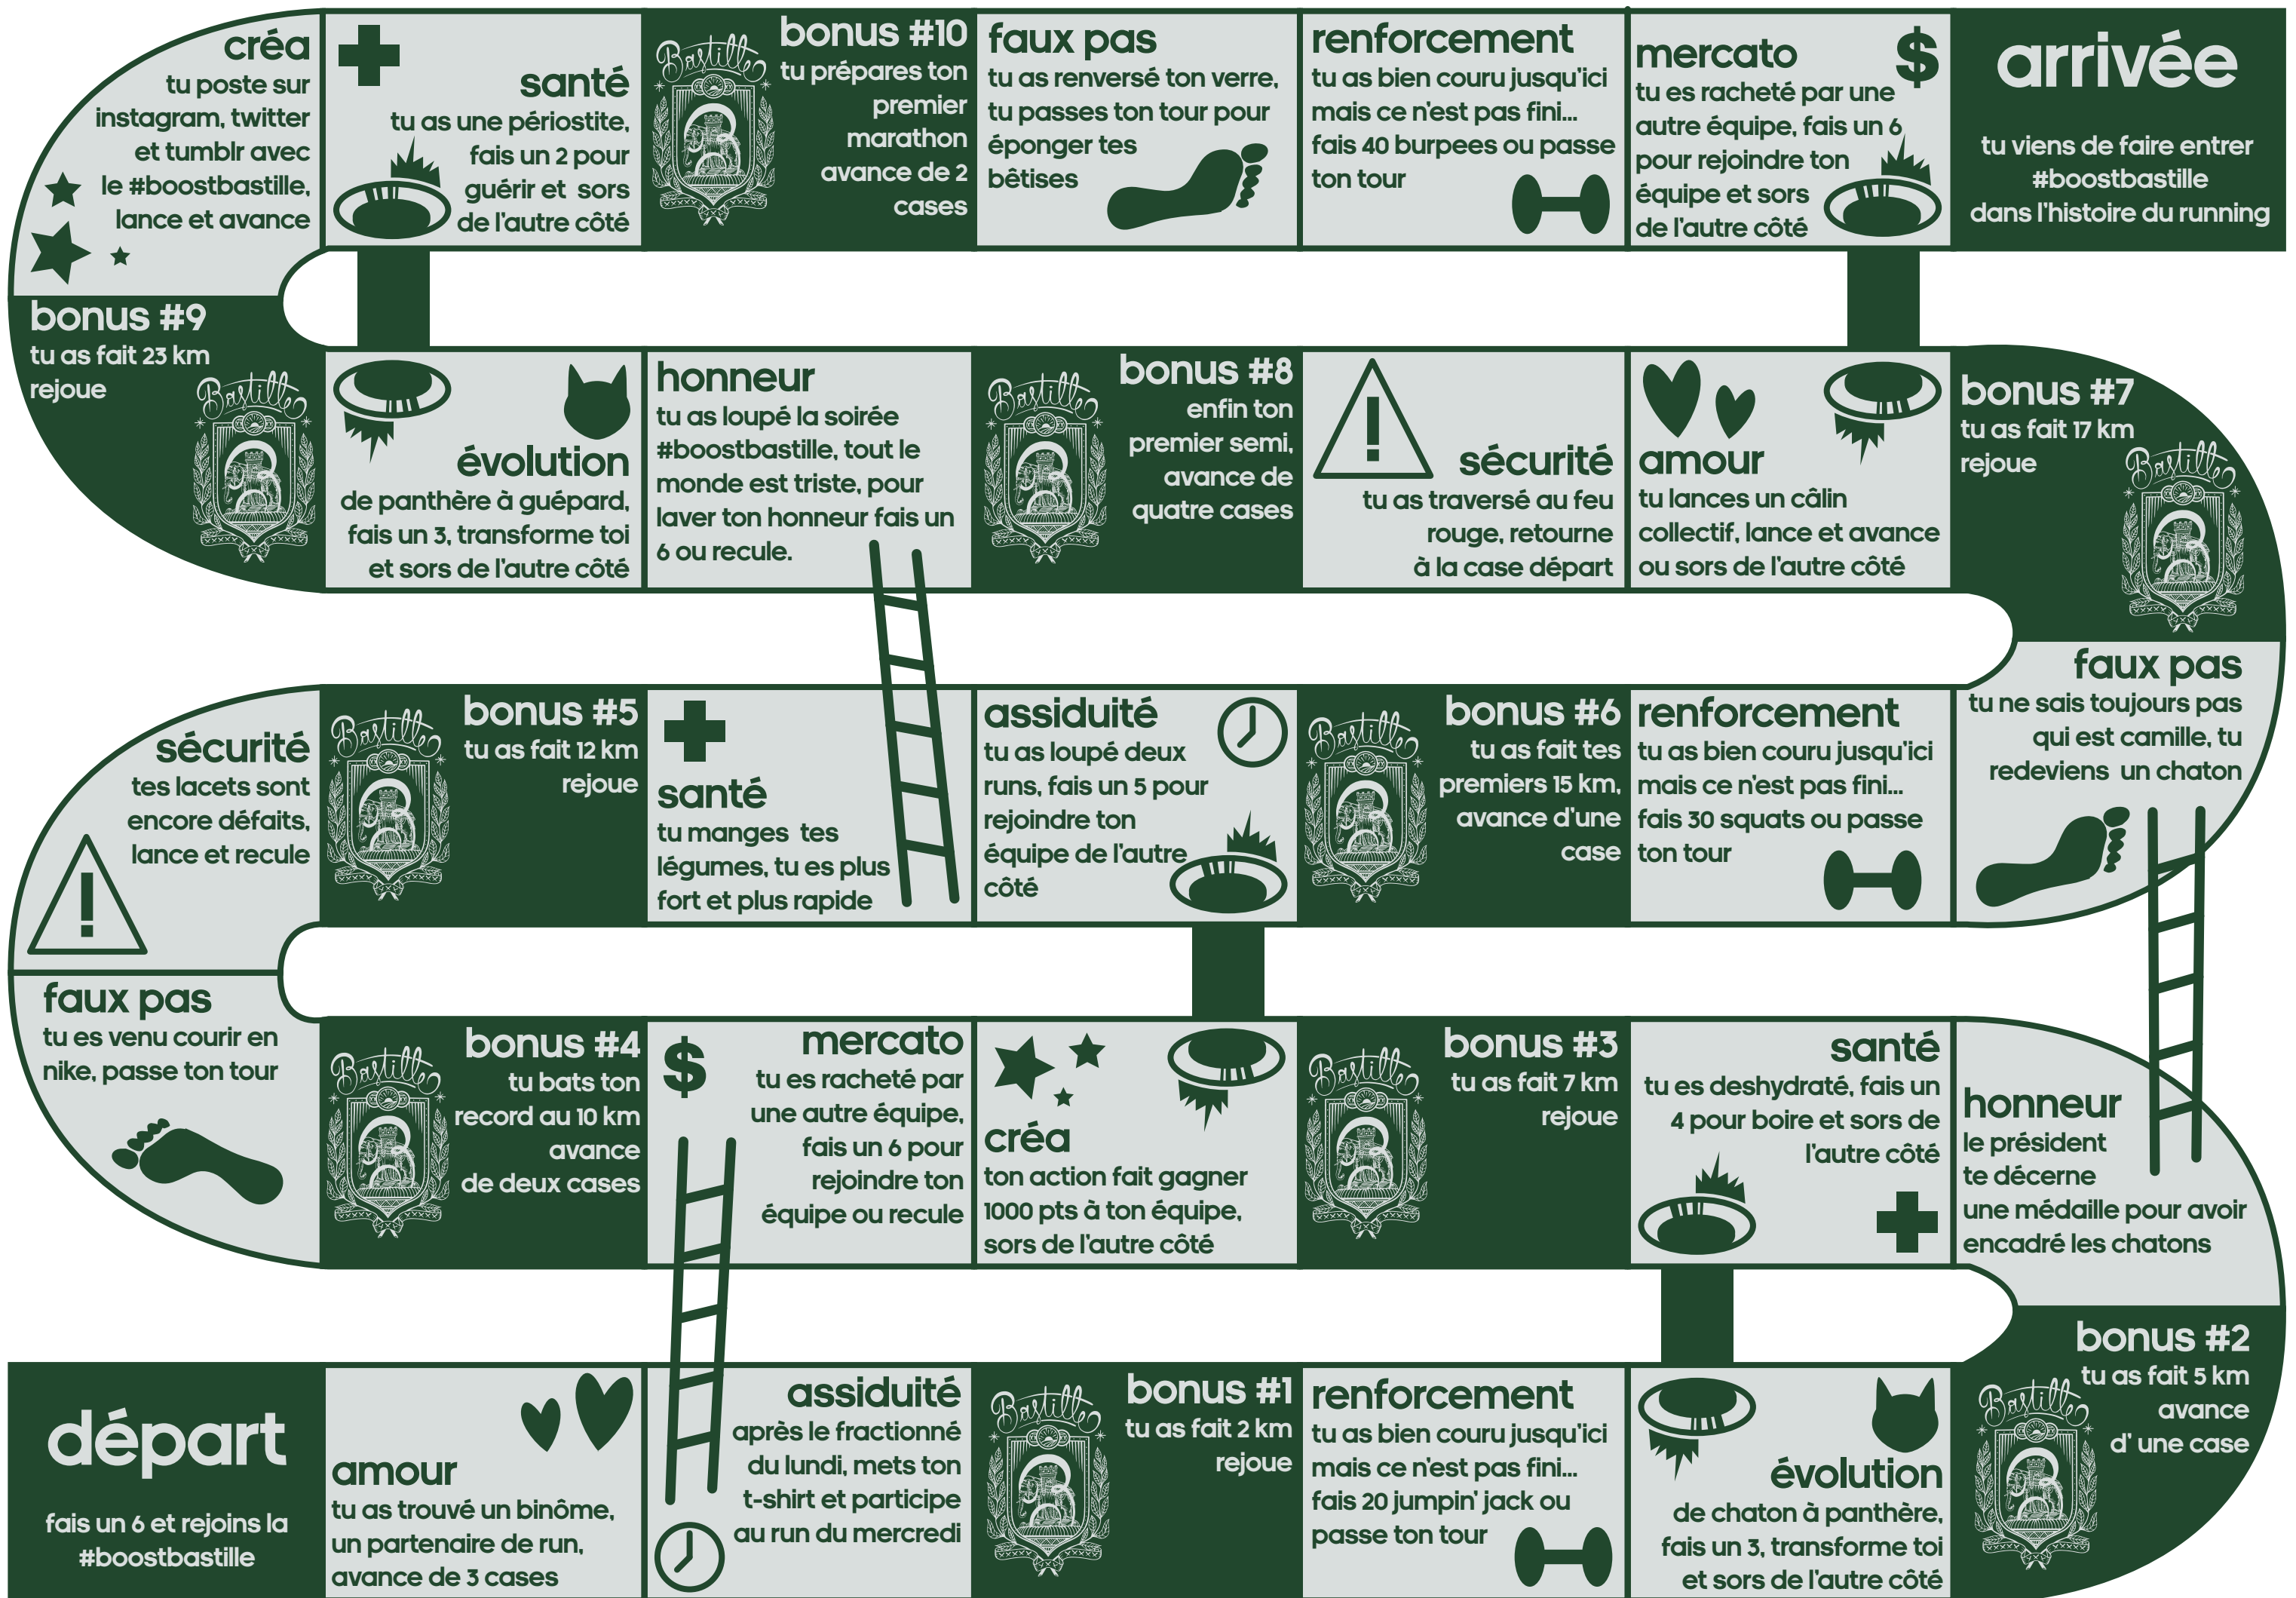 créa
tu poste sur
instagram, twitter
et tumblr avec
le #boostbastille,
lance et avance
santé
tu as une périostite,
fais un 2 pour
guérir et sors
de l'autre côté
Bastille
bonus #10
tu prépares ton
premier
marathon
avance de 2
cases
faux pas
tu as renversé ton verre,
tu passes ton tour pour
éponger tes
bêtises
renforcement
tu as bien couru jusqu'ici
mais ce n'est pas fini...
fais 40 burpees ou passe
ton tour
mercato
$
tu es racheté par une
autre équipe, fais un 6
pour rejoindre ton
équipe et sors
de l'autre côté
arrivée
tu viens de faire entrer
#boostbastille
dans l'histoire du running
bonus #9
tu as fait 23 km
rejoue
Bastille
évolution
de panthère à guépard,
fais un 3, transforme toi
et sors de l'autre côté
honneur
tu as loupé la soirée
#boostbastille, tout le
monde est triste, pour
laver ton honneur fais un
6 ou recule.
Bastille
bonus #8
enfin ton
premier semi,
avance de
quatre cases
!
sécurité
tu as traversé au feu
rouge, retourne
à la case départ
amour
tu lances un câlin
collectif, lance et avance
ou sors de l'autre côté
bonus #7
tu as fait 17 km
rejoue
Bastille
sécurité
tes lacets sont
encore défaits,
lance et recule
!
Bastille
bonus #5
tu as fait 12 km
rejoue
santé
tu manges tes
légumes, tu es plus
fort et plus rapide
assiduité
tu as loupé deux
runs, fais un 5 pour
rejoindre ton
équipe de l'autre
côté
Bastille
bonus #6
tu as fait tes
premiers 15 km,
avance d'une
case
renforcement
tu as bien couru jusqu'ici
mais ce n'est pas fini...
fais 30 squats ou passe
ton tour
faux pas
tu ne sais toujours pas
qui est camille, tu
redeviens un chaton
faux pas
tu es venu courir en
nike, passe ton tour
Bastille
bonus #4
tu bats ton
record au 10 km
avance
de deux cases
$
mercato
tu es racheté par
une autre équipe,
fais un 6 pour
rejoindre ton
équipe ou recule
créa
ton action fait gagner
1000 pts à ton équipe,
sors de l'autre côté
Bastille
bonus #3
tu as fait 7 km
rejoue
santé
tu es deshydraté, fais un
4 pour boire et sors de
l'autre côté
honneur
le président
te décerne
une médaille pour avoir
encadré les chatons
départ
fais un 6 et rejoins la
#boostbastille
amour
tu as trouvé un binôme,
un partenaire de run,
avance de 3 cases
assiduité
après le fractionné
du lundi, mets ton
t-shirt et participe
au run du mercredi
Bastille
bonus #1
tu as fait 2 km
rejoue
renforcement
tu as bien couru jusqu'ici
mais ce n'est pas fini...
fais 20 jumpin' jack ou
passe ton tour
évolution
de chaton à panthère,
fais un 3, transforme toi
et sors de l'autre côté
bonus #2
tu as fait 5 km
avance
d' une case
Bastille